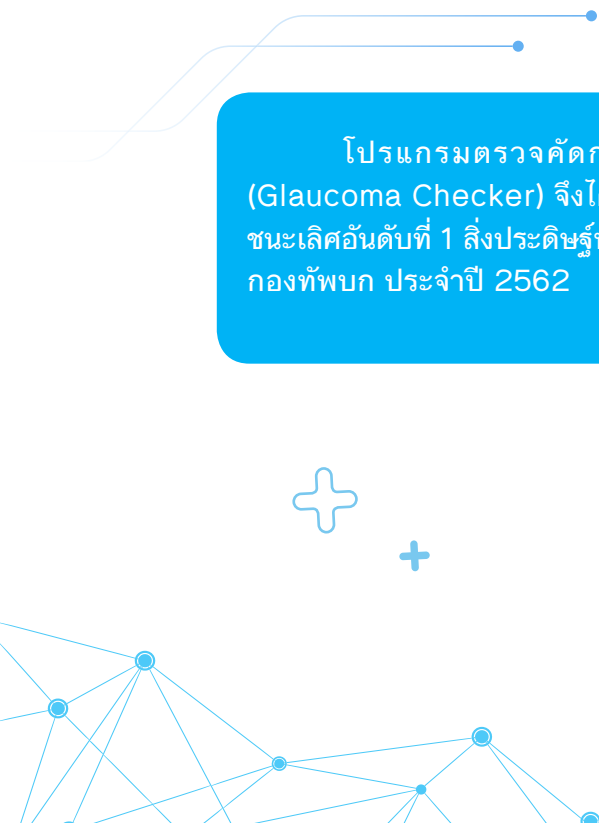 โปรแกรมตรวจคัดก
(Glaucoma Checker) จึงไ
ชนะเลิศอันดับที่ 1 สิ่งประดิษฐ์
กองทัพบก ประจำปี 2562